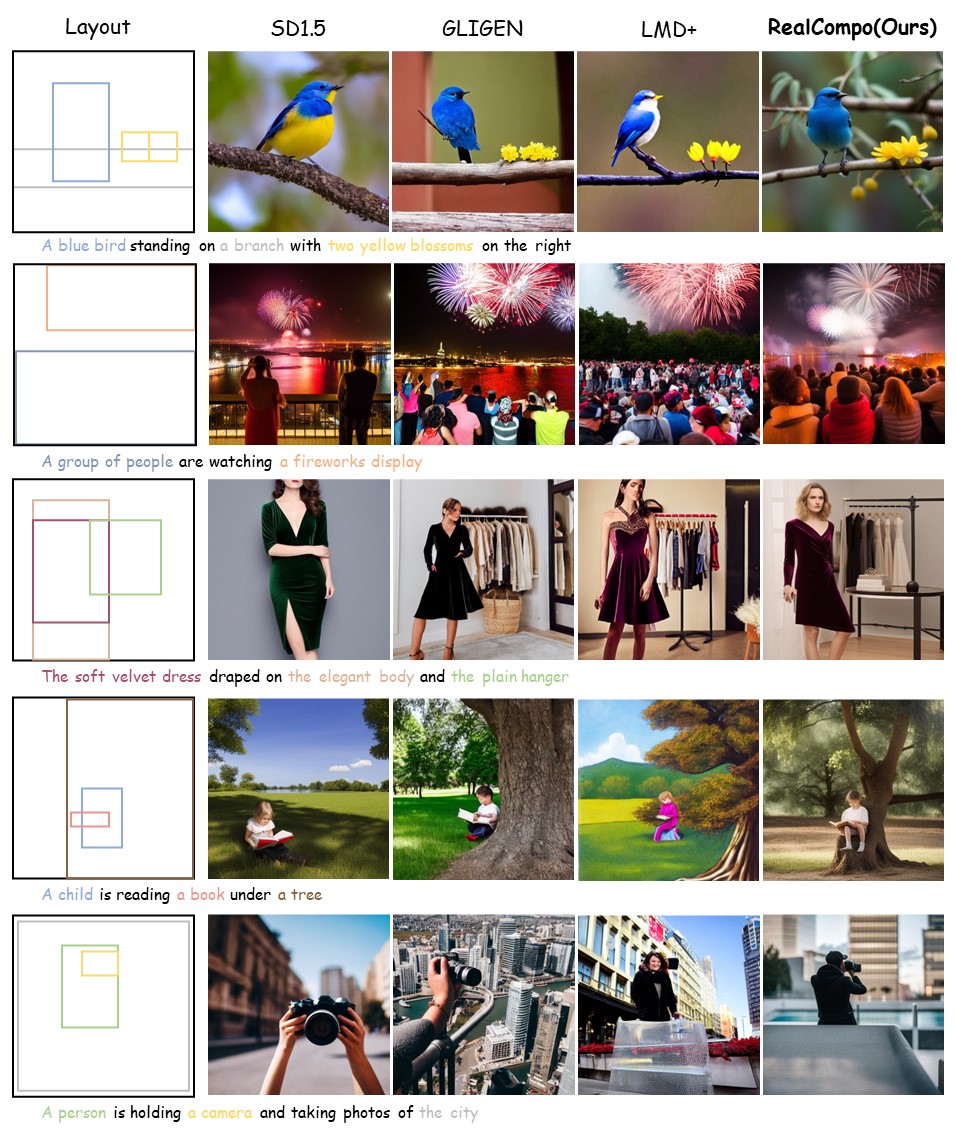 Layout SD1.5 GLIGEN LMD+ RealCompo(Ours)
A blue bird standing on a branch with two yellow blossoms on the right
A group of people are watching a fireworks display
The soft velvet dress draped on the elegant body and the plain hanger
A child is reading a book under a tree
A person is holding a camera and taking photos of the city